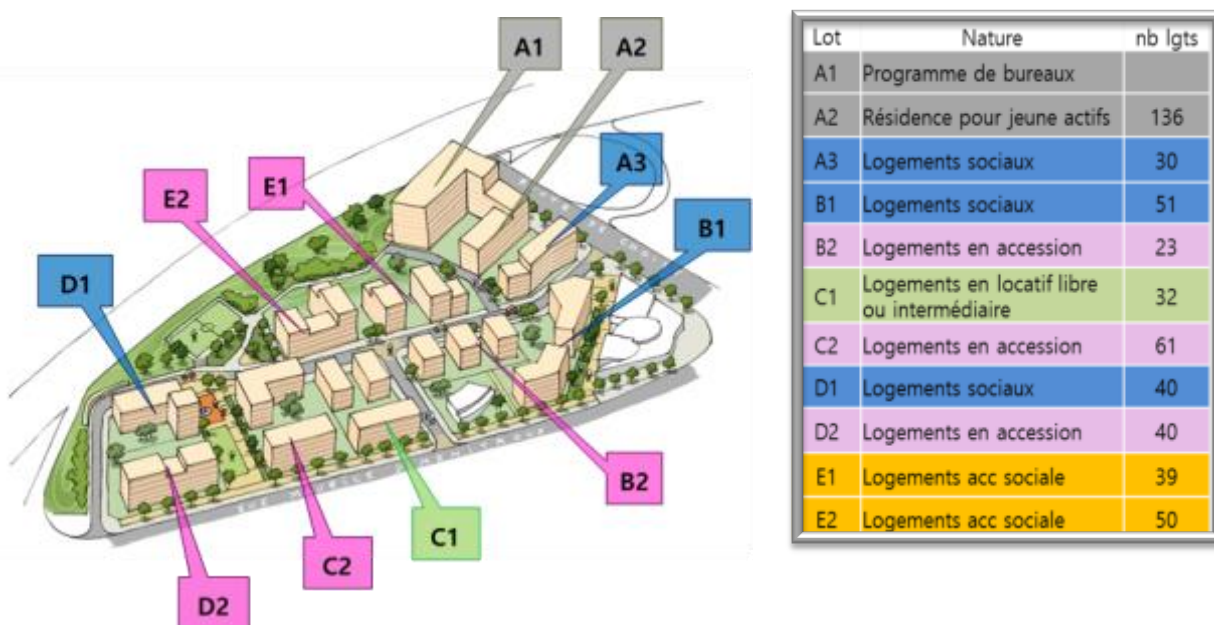 A1
A2
A3
E1
E2
B1
D1
B2
C1
C2
D2
Lot Nature nb lgts
A1 Programme de bureaux
A2 Résidence pour jeune actifs 136
A3 Logements sociaux 30
B1 Logements sociaux 51
B2 Logements en accession 23
C1 Logements en locatif libre
ou intermédiaire 32
C2 Logements en accession 61
D1 Logements sociaux 40
D2 Logements en accession 40
E1 Logements acc sociale 39
E2 Logements acc sociale 50